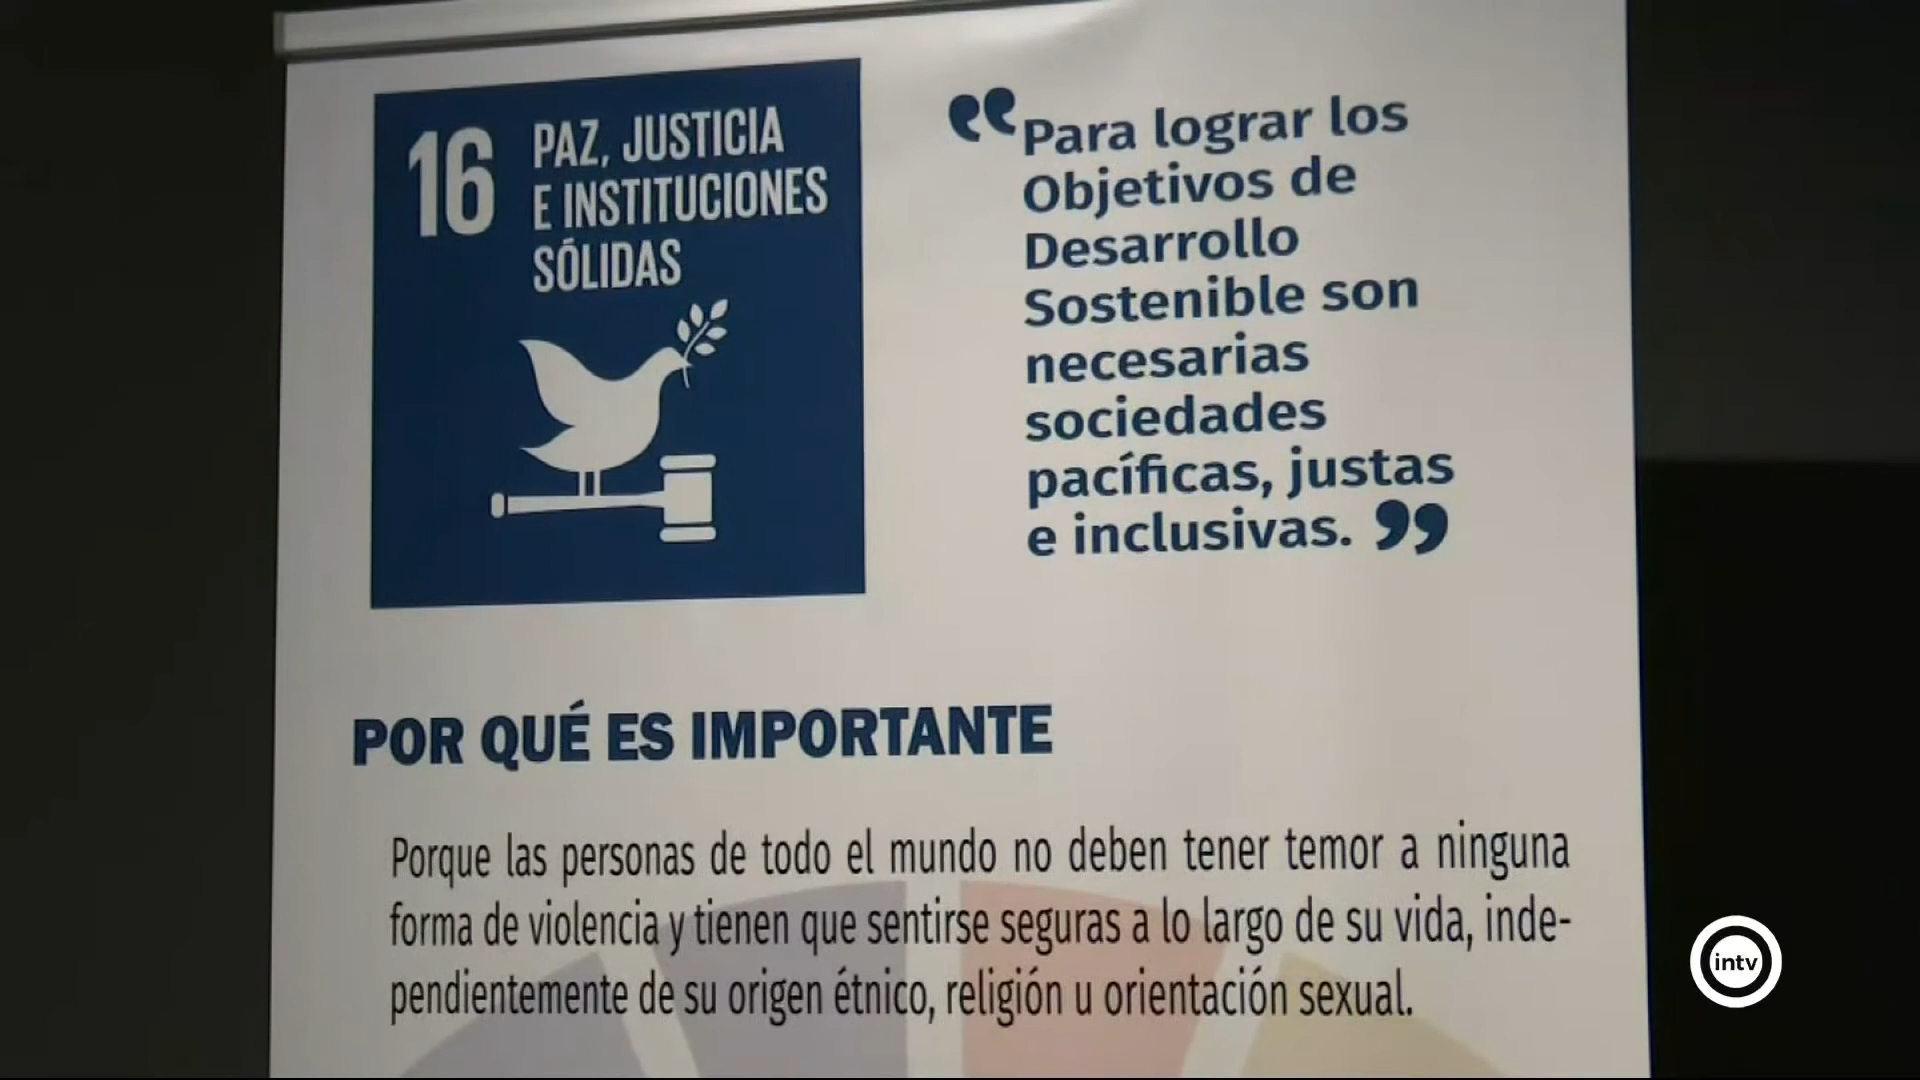 16
PAZ, JUSTICIA
E INSTITUCIONES
SÓLIDAS
“Para lograr los
Objetivos de
Desarrollo
Sostenible son
necesarias
sociedades
pacíficas, justas
e inclusivas.”
POR QUÉ ES IMPORTANTE
Porque las personas de todo el mundo no deben tener temor a ninguna
forma de violencia y tienen que sentirse seguras a lo largo de su vida, inde-
pendientemente de su origen étnico, religión u orientación sexual.
intv